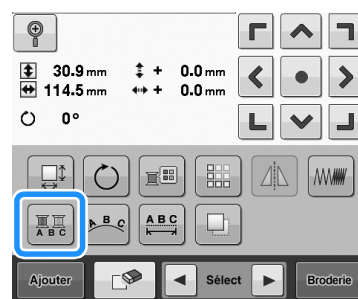 30.9 mm + 0.0 mm
114.5 mm + 0.0 mm
0°
A B C A B C A B C
Ajouter Sélect Broderie